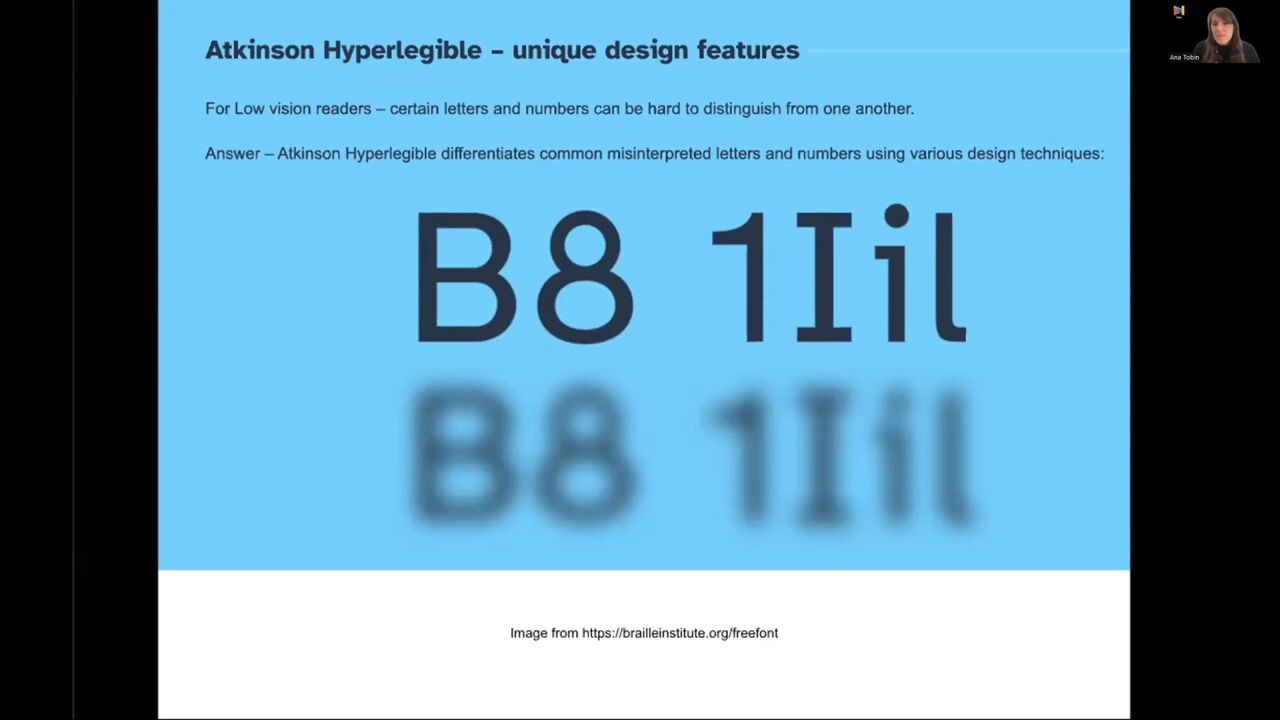 Atkinson Hyperlegible – unique design features
Ana Tobin
For Low vision readers – certain letters and numbers can be hard to distinguish from one another.
Answer – Atkinson Hyperlegible differentiates common misinterpreted letters and numbers using various design techniques:
B8 1Iil
B8 1Iil
Image from https://brailleinstitute.org/freefont